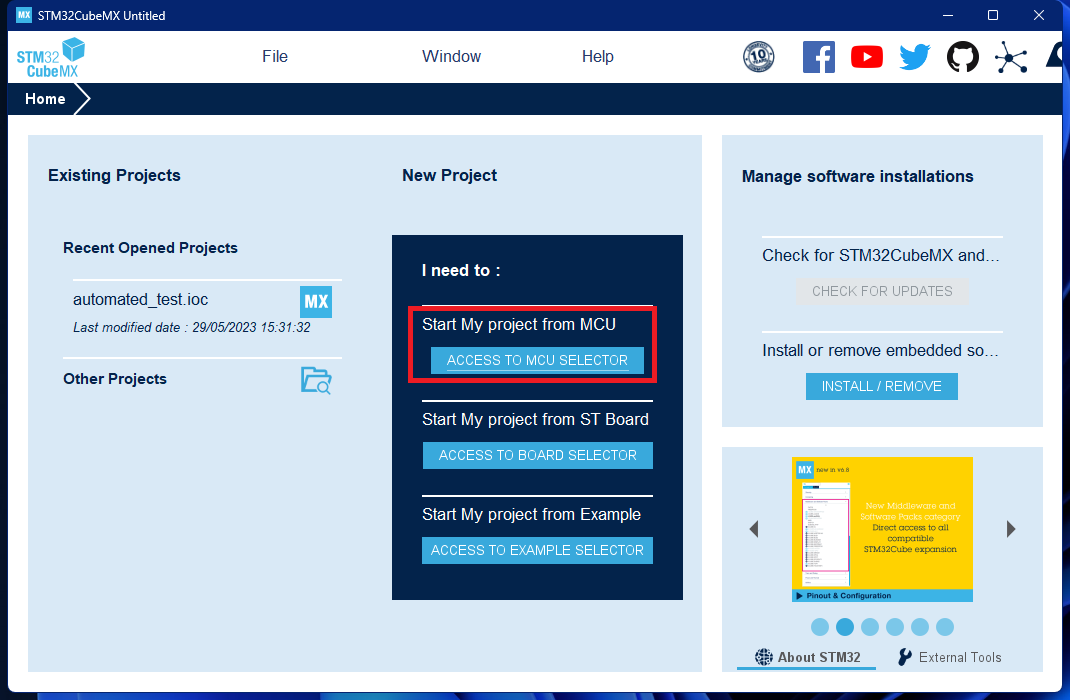 MX STM32CubeMX Untitled
STM32
CubeMX
File
Window
Help
10
Home
Existing Projects
Recent Opened Projects
automated_test.ioc
MX
Last modified date : 29/05/2023 15:31:32
Other Projects
New Project
I need to :
Start My project from MCU
ACCESS TO MCU SELECTOR
Start My project from ST Board
ACCESS TO BOARD SELECTOR
Start My project from Example
ACCESS TO EXAMPLE SELECTOR
Manage software installations
Check for STM32CubeMX and...
CHECK FOR UPDATES
Install or remove embedded so...
INSTALL / REMOVE
MX new in v6.8
New Middleware and
Software Packs category
Direct access to all
compatible
STM32Cube expansion
Pinout & Configuration
About STM32
External Tools